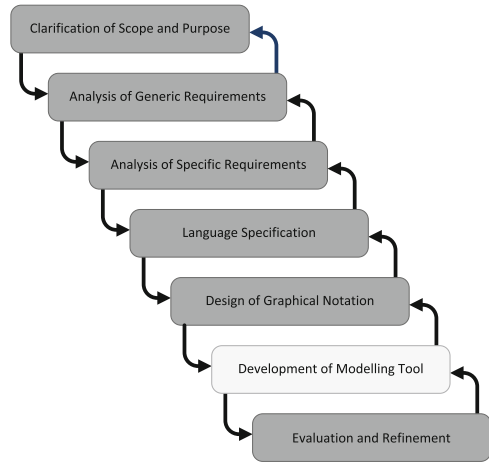 Clarification of Scope and Purpose
Analysis of Generic Requirements
Analysis of Specific Requirements
Language Specification
Design of Graphical Notation
Development of Modelling Tool
Evaluation and Refinement